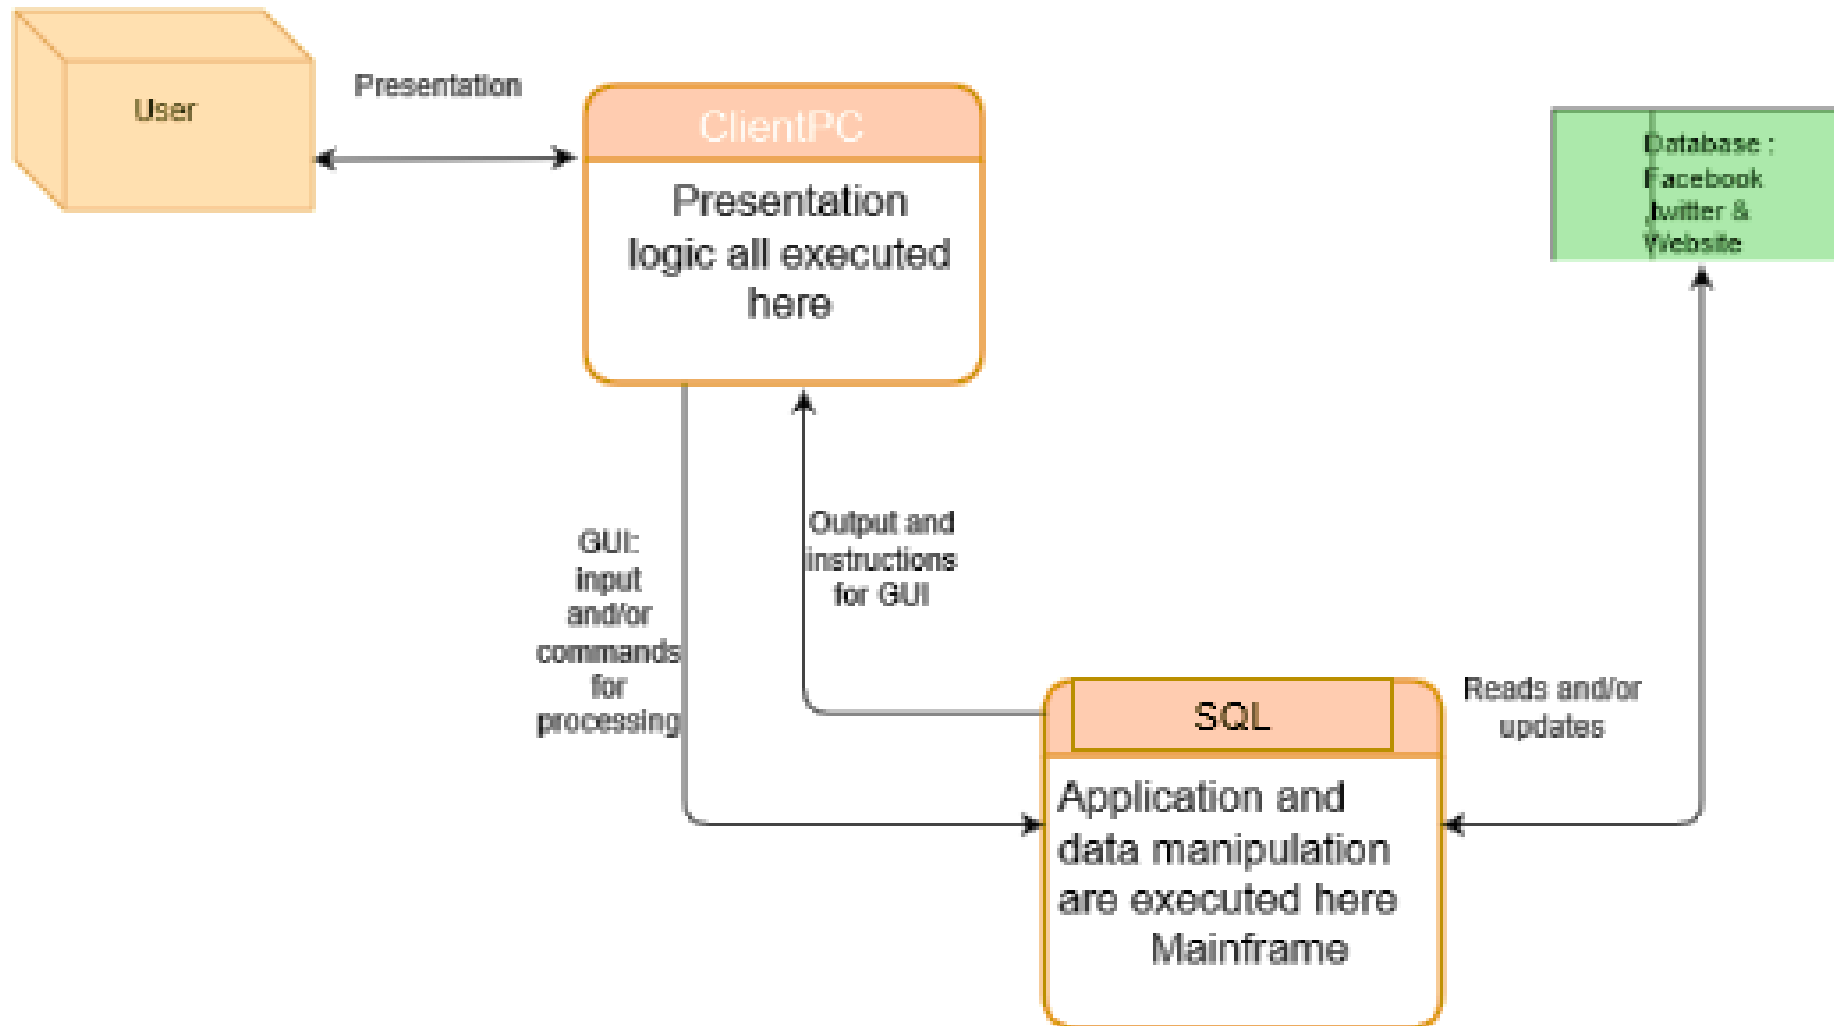 User
Presentation
ClientPC
Presentation
logic all executed
here
Database :
Facebook
,twitter &
Website
GUI:
input
and/or
commands
for
processing
Output and
instructions
for GUI
SQL
Application and
data manipulation
are executed here
Mainframe
Reads and/or
updates